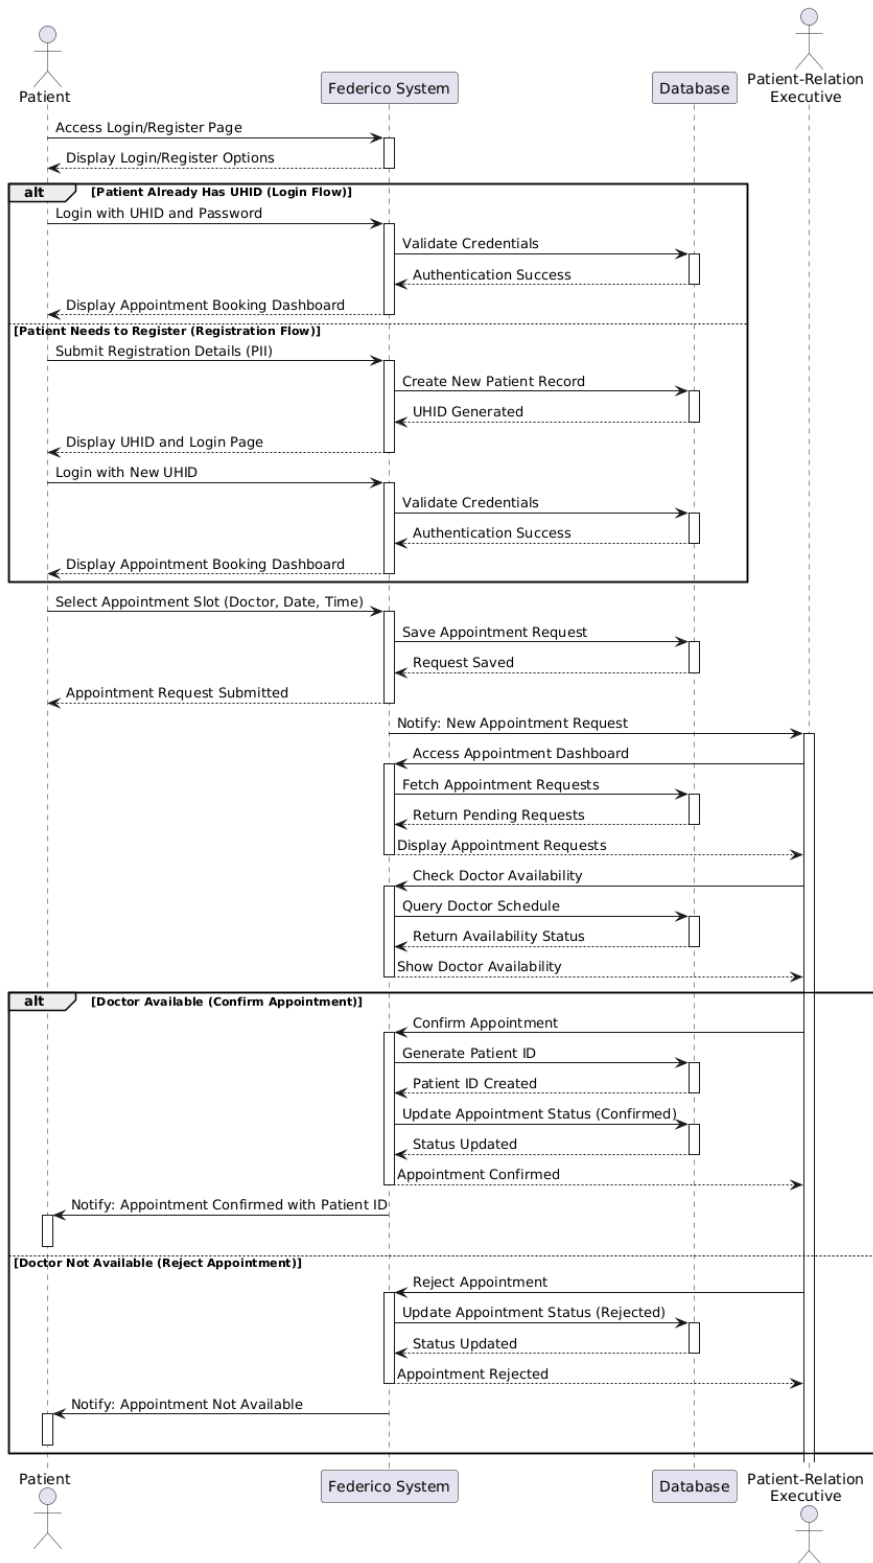 Patient
Federico System
Database
Patient-Relation
Executive
Access Login/Register Page
Display Login/Register Options
alt
[Patient Already Has UHID (Login Flow)]
Login with UHID and Password
Validate Credentials
Authentication Success
Display Appointment Booking Dashboard
[Patient Needs to Register (Registration Flow)]
Submit Registration Details (PII)
Create New Patient Record
UHID Generated
Display UHID and Login Page
Login with New UHID
Validate Credentials
Authentication Success
Display Appointment Booking Dashboard
Select Appointment Slot (Doctor, Date, Time)
Save Appointment Request
Request Saved
Appointment Request Submitted
Notify: New Appointment Request
Access Appointment Dashboard
Fetch Appointment Requests
Return Pending Requests
Display Appointment Requests
Check Doctor Availability
Query Doctor Schedule
Return Availability Status
Show Doctor Availability
alt
[Doctor Available (Confirm Appointment)]
Confirm Appointment
Generate Patient ID
Patient ID Created
Update Appointment Status (Confirmed)
Status Updated
Appointment Confirmed
Notify: Appointment Confirmed with Patient ID
[Doctor Not Available (Reject Appointment)]
Reject Appointment
Update Appointment Status (Rejected)
Status Updated
Appointment Rejected
Notify: Appointment Not Available
Patient
Federico System
Database
Patient-Relation
Executive